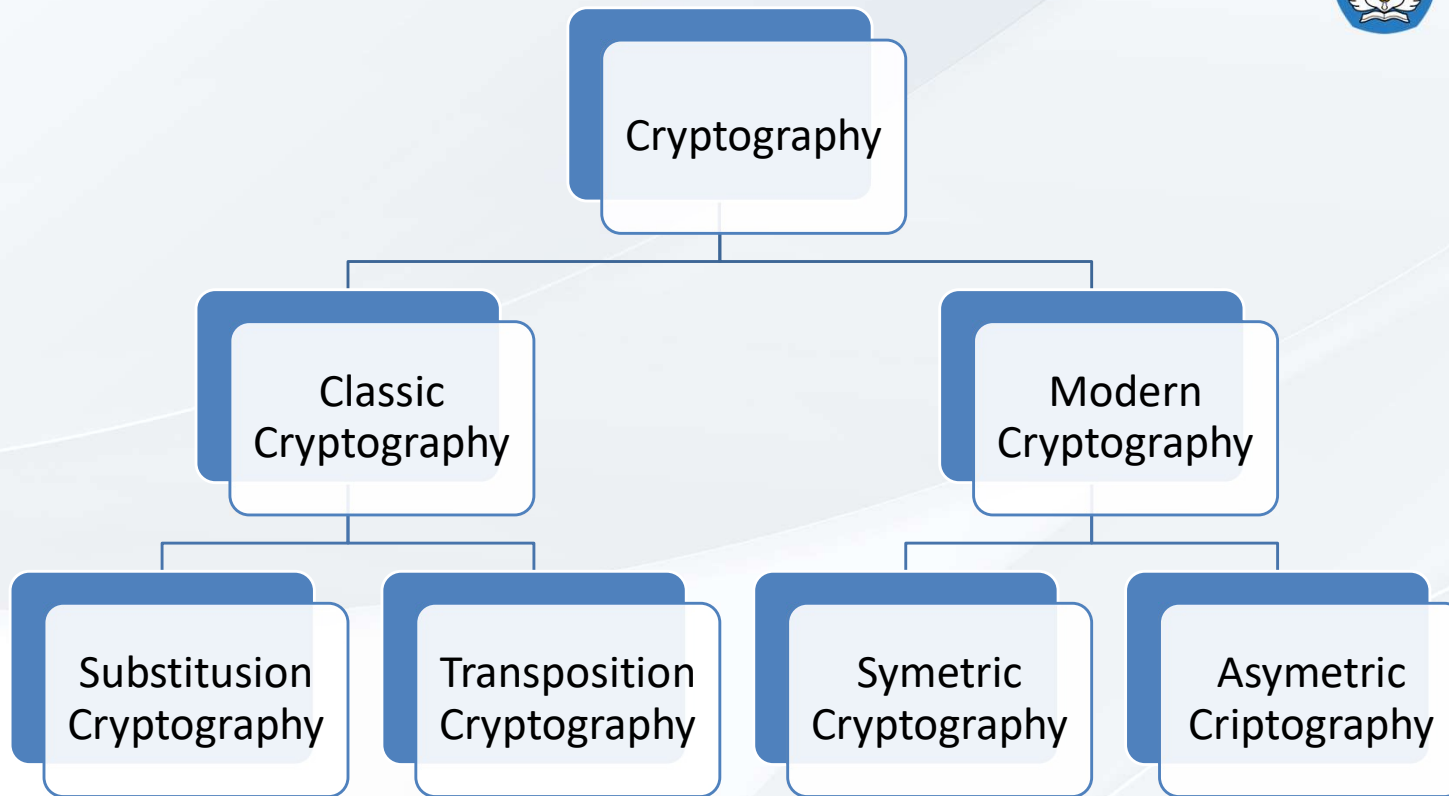 Cryptography
Classic
Cryptography
Modern
Cryptography
Substitusion
Cryptography
Transposition
Cryptography
Symetric
Cryptography
Asymetric
Criptography